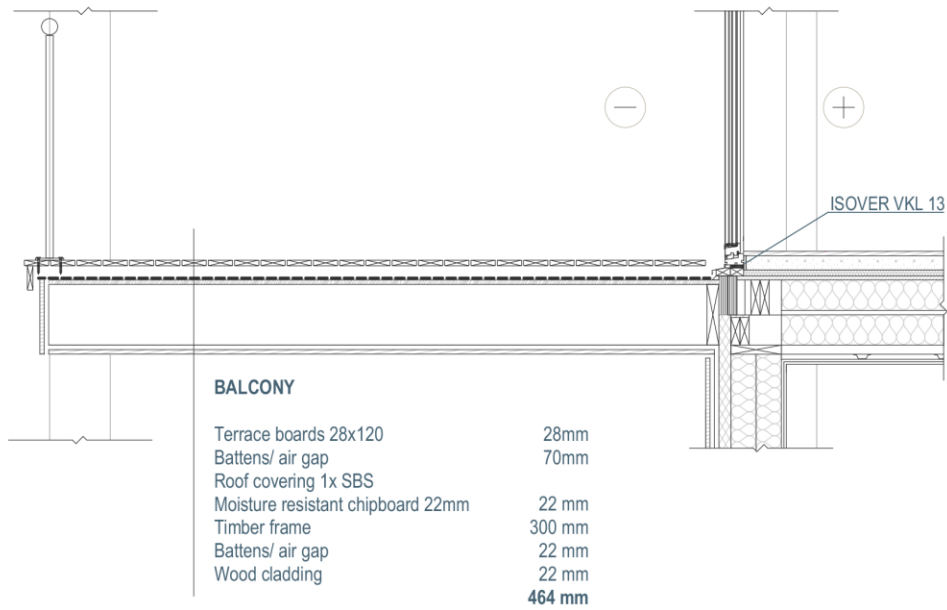 ISOVER VKL 13
BALCONY
Terrace boards 28x120 28mm
Battens/ air gap 70mm
Roof covering 1x SBS
Moisture resistant chipboard 22mm 22 mm
Timber frame 300 mm
Battens/ air gap 22 mm
Wood cladding 22 mm
464 mm